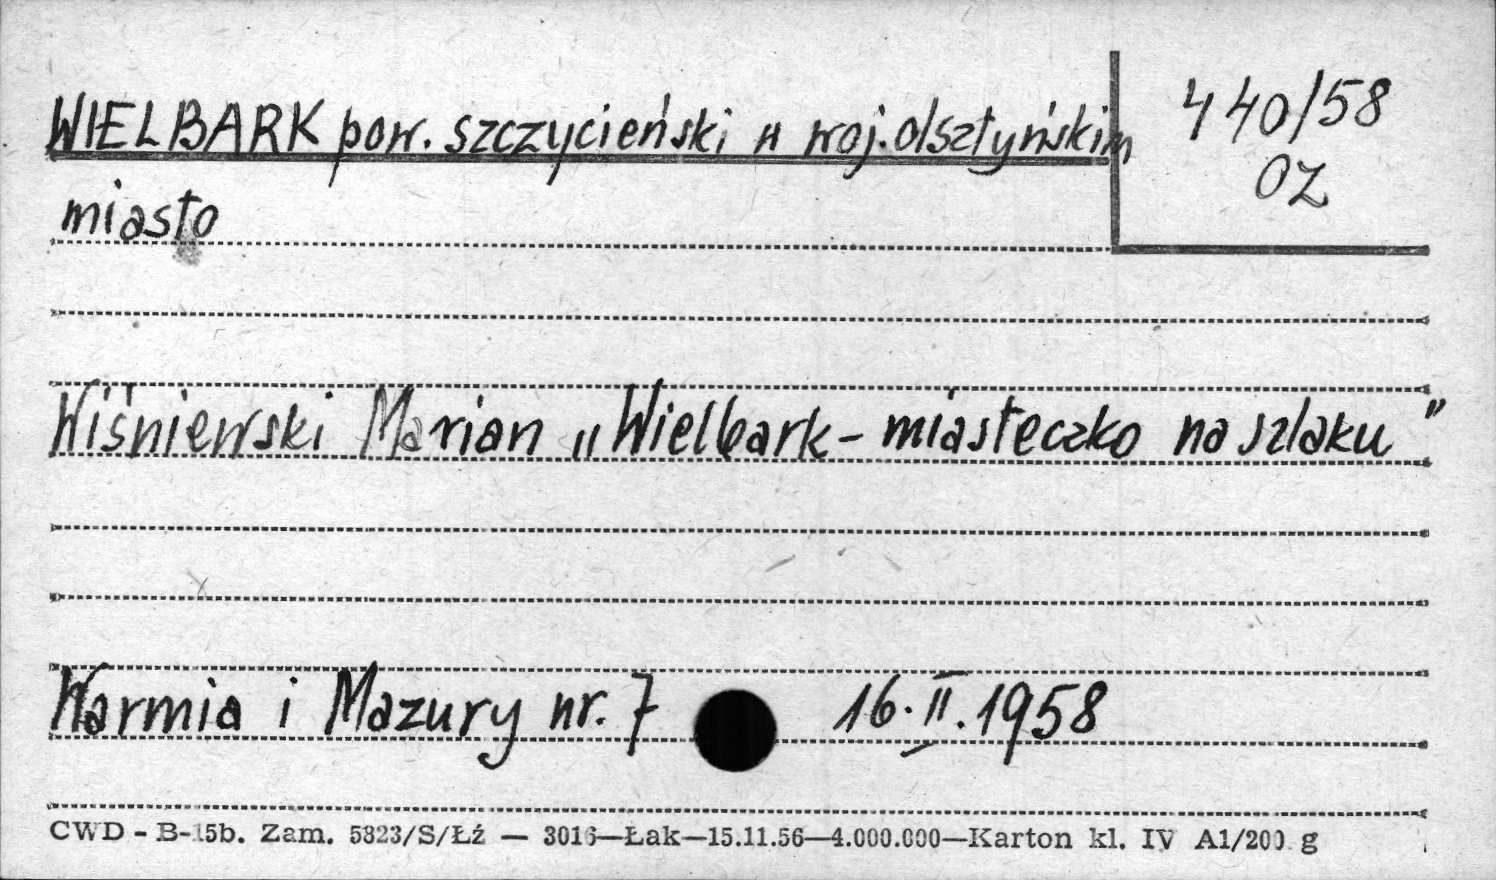 WIELBARK pow. szczycieński w woj. olsztyńskim
440/58
OZ
miasto
Wiśniewski Marian „Wielbark - miasteczko na szlaku"
Warmia i Mazury nr. 7 16.II.1958
CWD - B-15b. Zam. 5823/S/Łź — 3016—Łak—15.11.56—4.000.000—Karton kl. IV A1/200 g